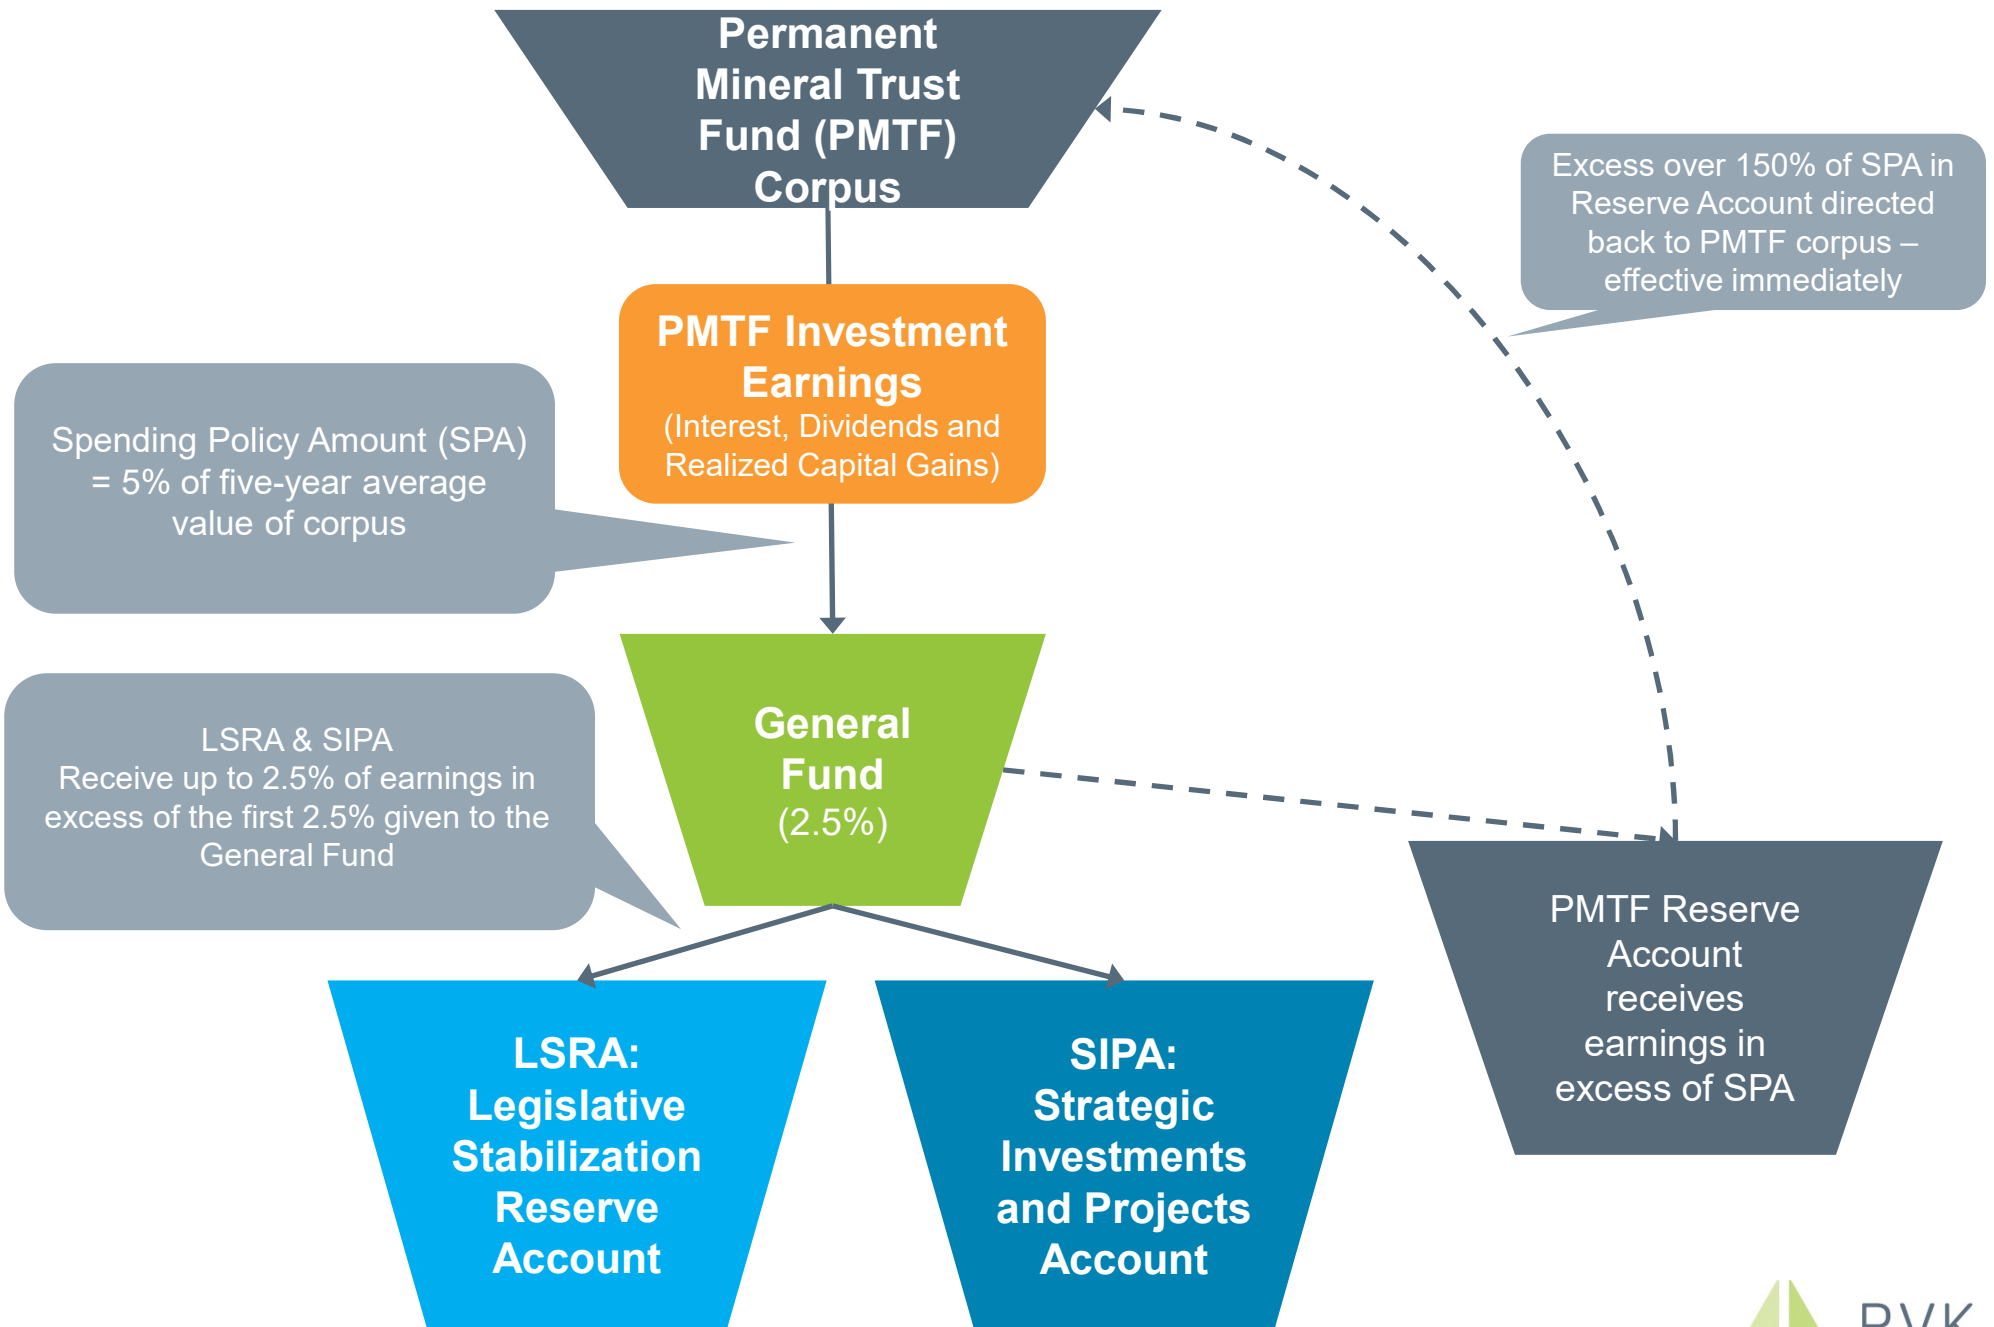 Permanent
Mineral Trust
Fund (PMTF)
Corpus
Excess over 150% of SPA in
Reserve Account directed
back to PMTF corpus –
effective immediately
PMTF Investment
Earnings
(Interest, Dividends and
Realized Capital Gains)
Spending Policy Amount (SPA)
= 5% of five-year average
value of corpus
General
Fund
(2.5%)
LSRA & SIPA
Receive up to 2.5% of earnings in
excess of the first 2.5% given to the
General Fund
PMTF Reserve
Account
receives
earnings in
excess of SPA
LSRA:
Legislative
Stabilization
Reserve
Account
SIPA:
Strategic
Investments
and Projects
Account
RVK